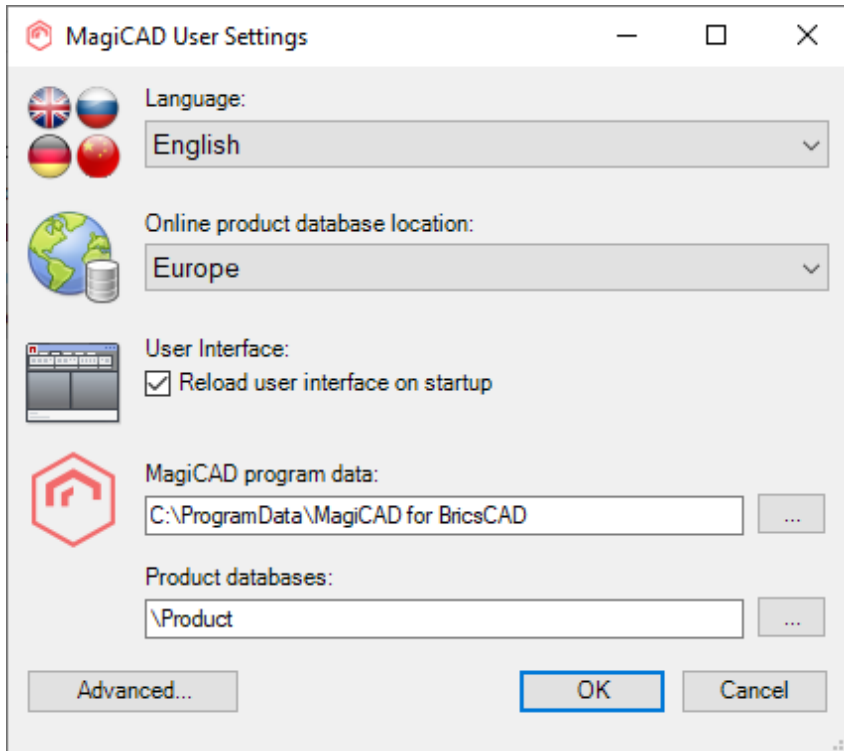 MagiCAD User Settings
Language:
English
Online product database location:
Europe
User Interface:
Reload user interface on startup
MagiCAD program data:
C:\ProgramData\MagiCAD for BricsCAD
...
Product databases:
\Product
...
Advanced...
OK
Cancel